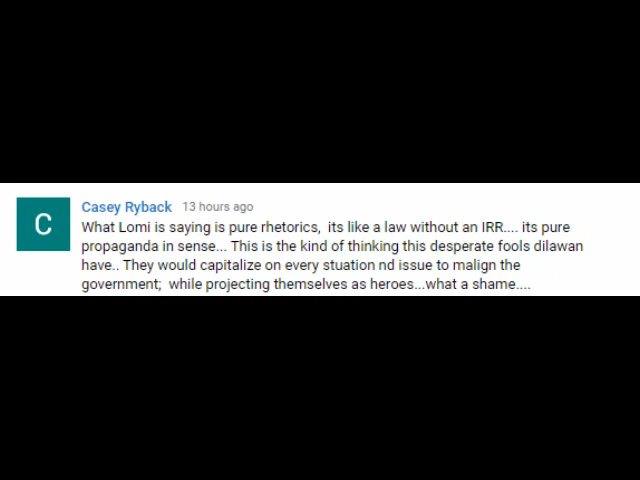 C
Casey Ryback 13 hours ago
What Lomi is saying is pure rhetorics, its like a law without an IRR.... its pure
propaganda in sense... This is the kind of thinking this desperate fools dilawan
have.. They would capitalize on every stuation nd issue to malign the
government; while projecting themselves as heroes...what a shame....